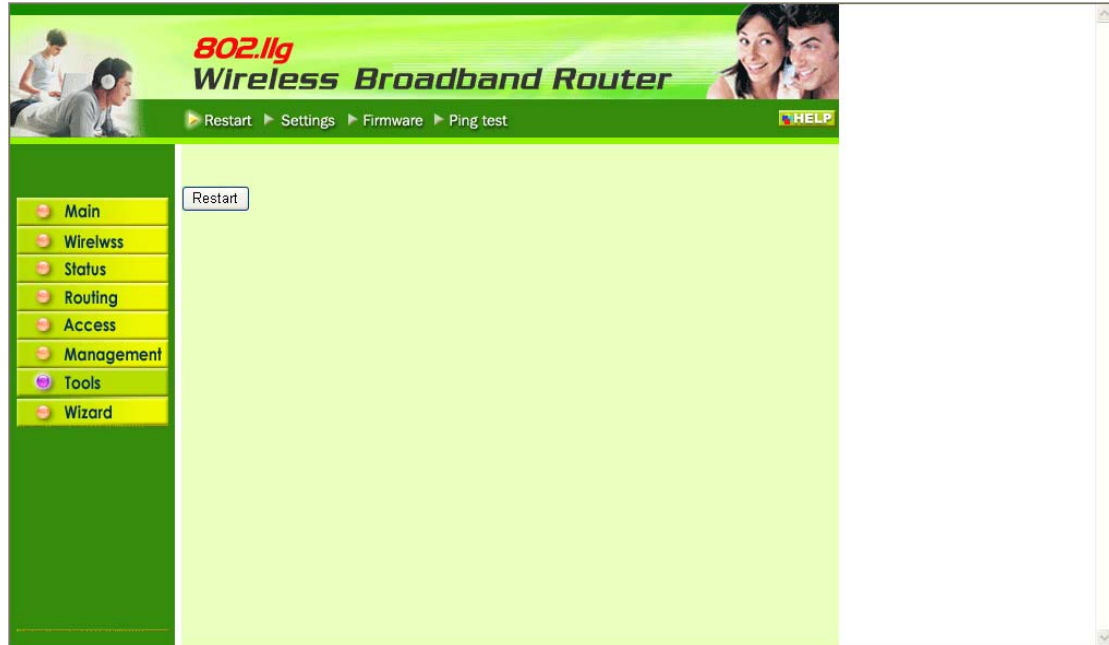 802.11g
Wireless Broadband Router
Restart Settings Firmware Ping test HELP
Restart
Main
Wirelwss
Status
Routing
Access
Management
Tools
Wizard